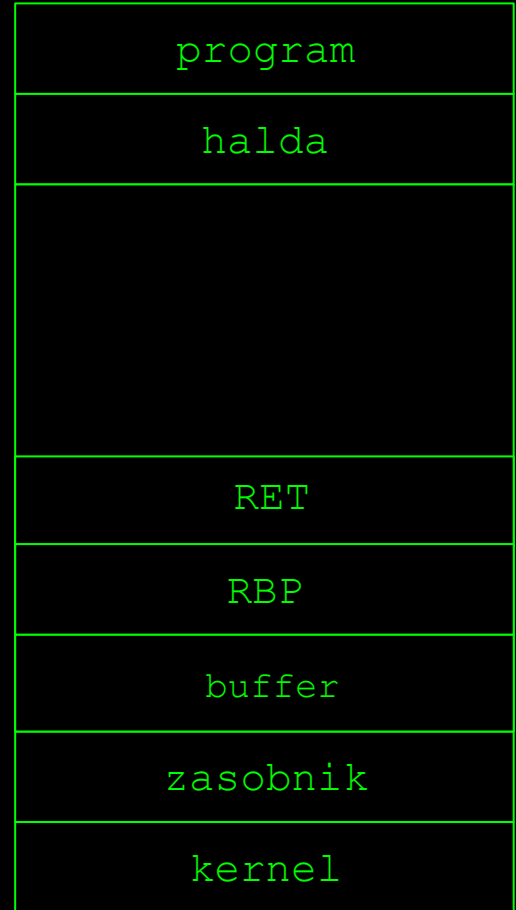 program
halda
RET
RBP
buffer
zasobnik
kernel